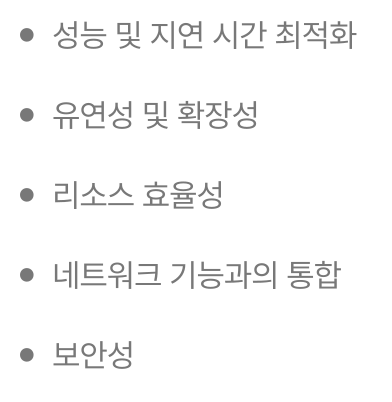 • 성능 및 지연 시간 최적화
• 유연성 및 확장성
• 리소스 효율성
• 네트워크 기능과의 통합
• 보안성